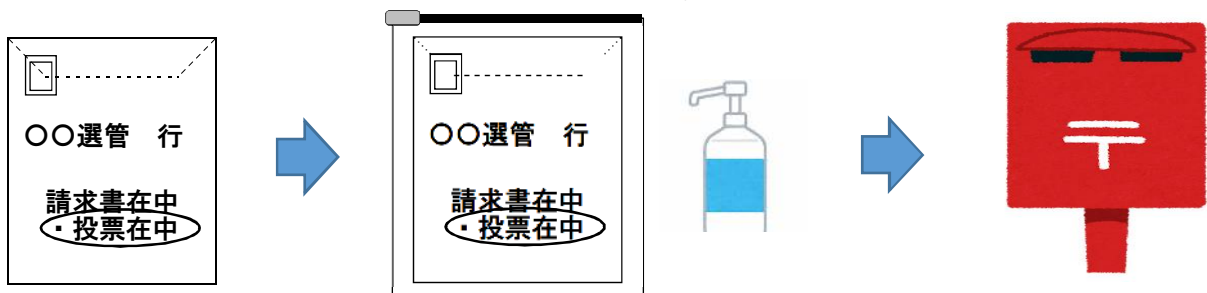 〇〇選管 行
請求書在中
・投票在中
〇〇選管 行
請求書在中
・投票在中
〒